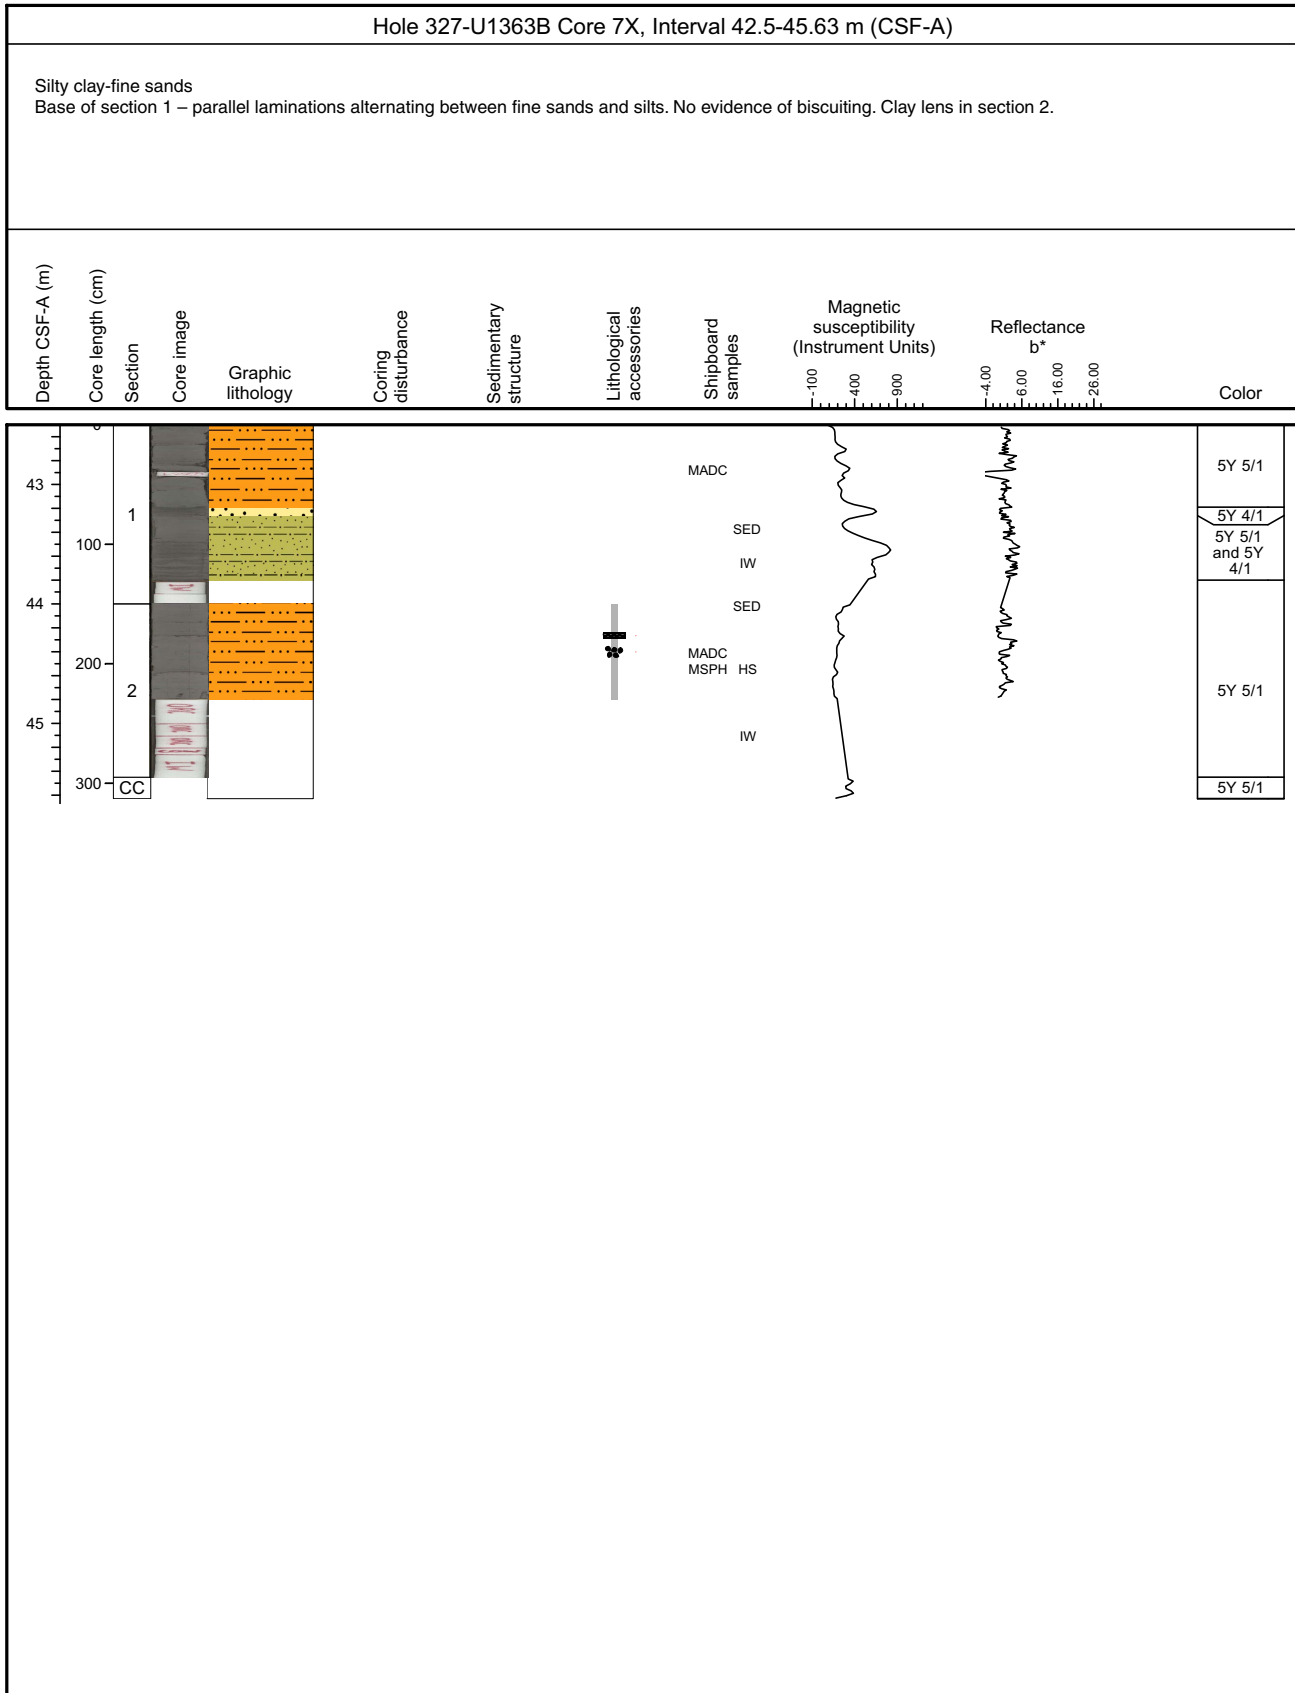 Hole 327-U1363B Core 7X, Interval 42.5-45.63 m (CSF-A)
Silty clay-fine sands
Base of section 1 – parallel laminations alternating between fine sands and silts. No evidence of biscuiting. Clay lens in section 2.
Depth CSF-A (m)
Core length (cm)
Section
Core image
Graphic
lithology
Coring
disturbance
Sedimentary
structure
Lithological
accessories
Shipboard
samples
Magnetic
susceptibility
(Instrument Units)
-100
400
900
Reflectance
b*
-4.00
6.00
16.00
26.00
Color
0
MADC
5Y 5/1
43
1
5Y 4/1
SED
5Y 5/1
and 5Y
4/1
100
IW
44
SED
MADC
200
MSPH HS
2
5Y 5/1
45
IW
300
CC
5Y 5/1